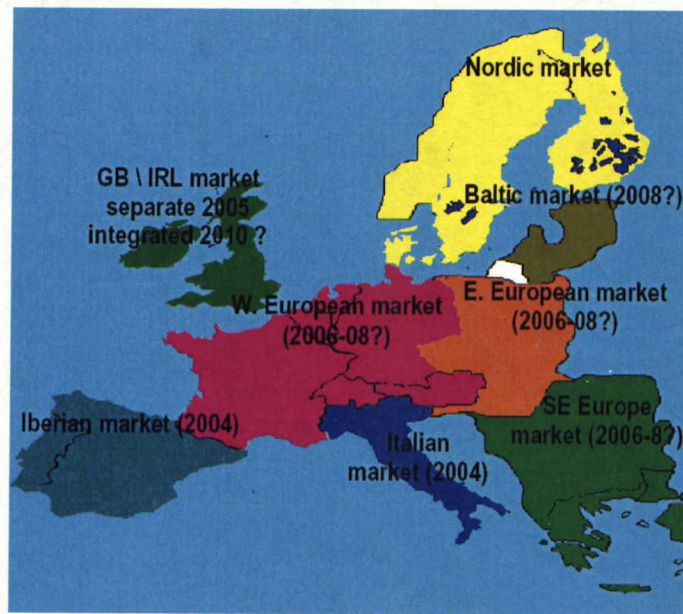 Nordic market
GB \ IRL market
separate 2005
integrated 2010 ?
Baltic market (2008?)
W. European market
(2006-08?)
E. European market
(2006-08?)
Iberian market (2004)
Italian
market (2004)
SE Europe
market (2006-8?)